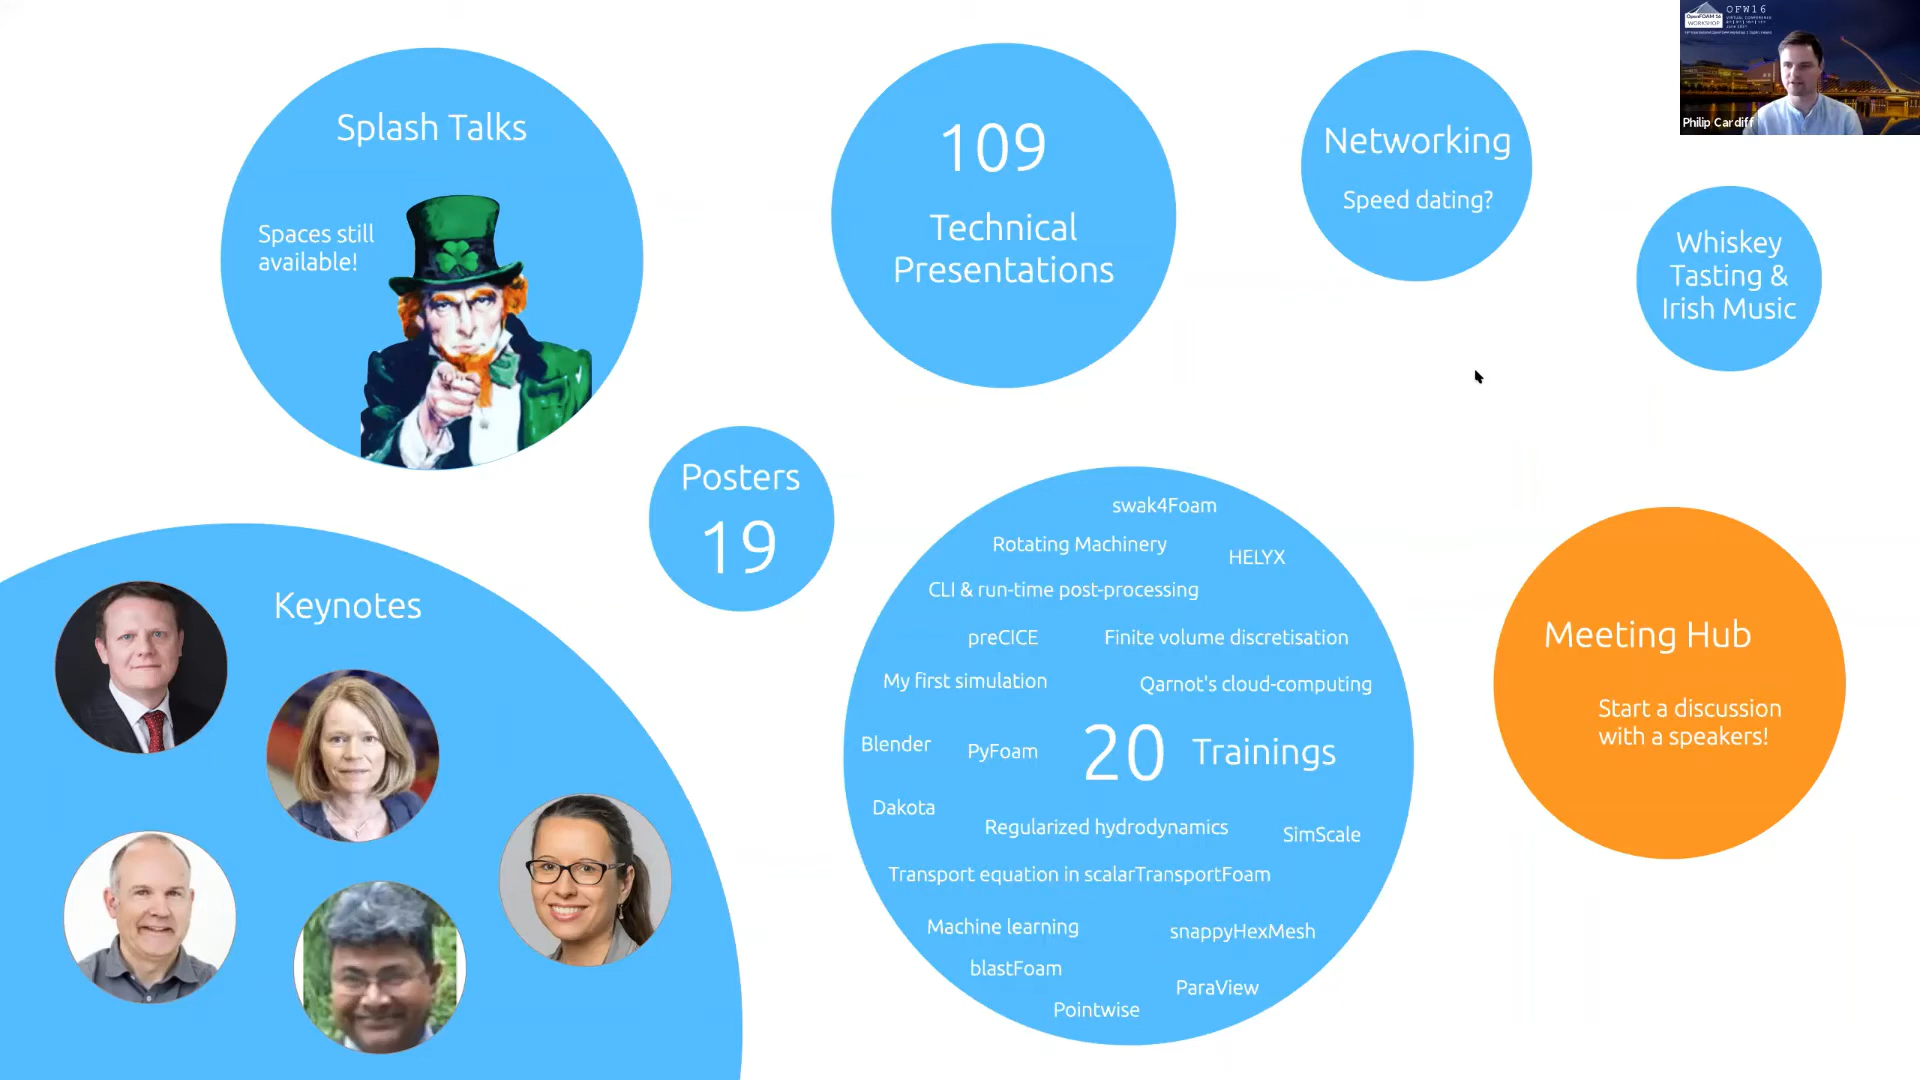 Splash Talks
Spaces still
available!
109
Technical
Presentations
Networking
Speed dating?
OFW16
OpenFOAM 16
WORKSHOP
Philip Cardiff
Whiskey
Tasting &
Irish Music
Posters
19
Keynotes
swak4Foam
Rotating Machinery
HELYX
CLI & run-time post-processing
preCICE
Finite volume discretisation
My first simulation
Qarnot's cloud-computing
Blender
PyFoam
20 Trainings
Dakota
Regularized hydrodynamics
SimScale
Transport equation in scalarTransportFoam
Machine learning
snappyHexMesh
blastFoam
ParaView
Pointwise
Meeting Hub
Start a discussion
with a speakers!